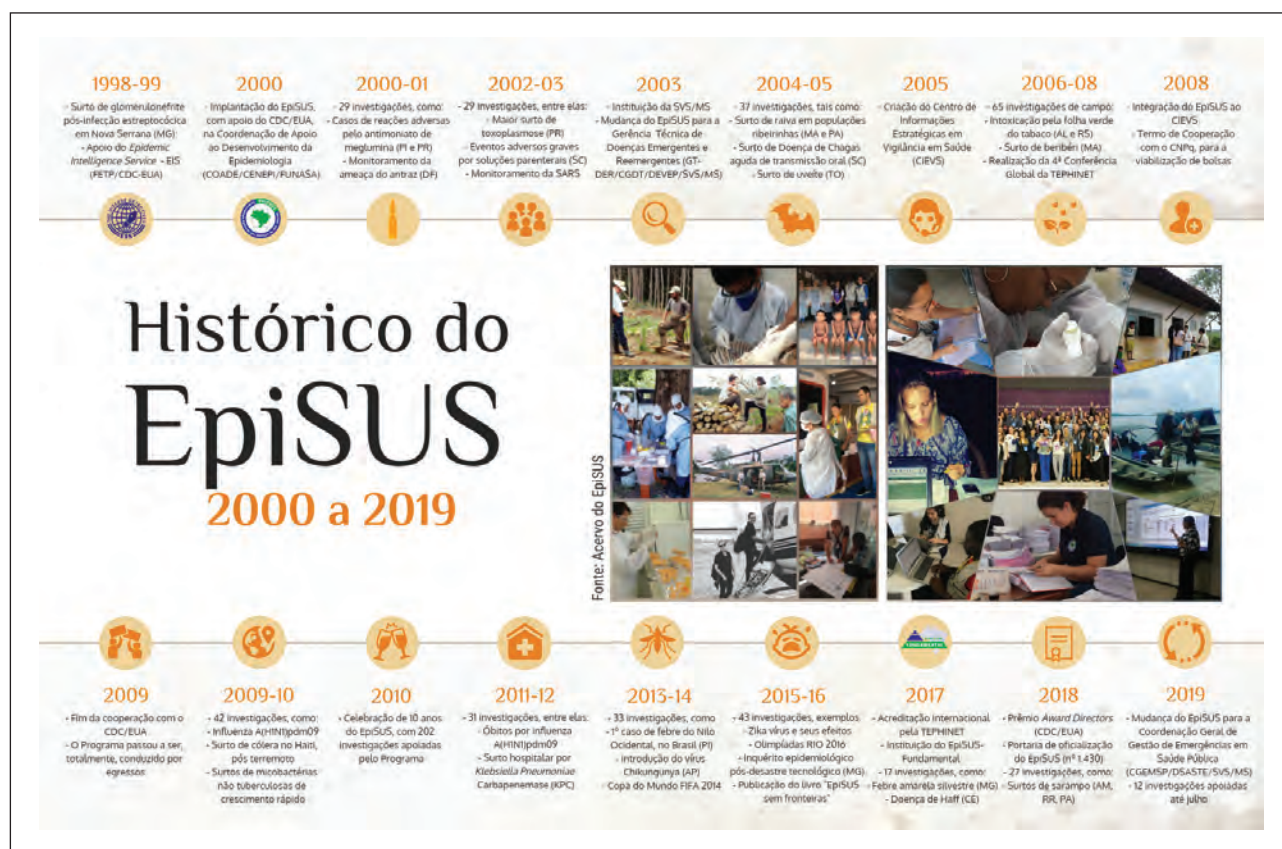 1998-99
- Surto de glomerulonefrite
pós-infecção estreptocócica
em Nova Serrana (MG)
- Apoio do Epidemic
Intelligence Service - EIS
(FETP/CDC-EUA)
2000
- Implantação do EpiSUS,
com apoio do CDC/EUA,
na Coordenação de Apoio
ao Desenvolvimento da
Epidemiologia
(COADE/CENEPI/FUNASA)
2000-01
- 29 investigações, como:
- Casos de reações adversas
pelo antimoniato de
meglumina (PI e PR)
- Monitoramento da
ameaça do antraz (DF)
2002-03
- 29 investigações, entre elas:
- Maior surto de
toxoplasmose (PR)
- Eventos adversos graves
por soluções parenterais (SC)
- Monitoramento da SARS
2003
- Instituição da SVS/MS
- Mudança do EpiSUS para a
Gerência Técnica de
Doenças Emergentes e
Reemergentes (GT-
DER/CGDT/DEVEP/SVS/MS)
2004-05
- 37 investigações, tais como:
- Surto de raiva em populações
ribeirinhas (MA e PA)
- Surto de Doença de Chagas
aguda de transmissão oral (SC)
- Surto de uveíte (TO)
2005
- Criação do Centro de
Informações
Estratégicas em
Vigilância em Saúde
(CIEVS)
2006-08
- 65 investigações de campo:
- Intoxicação pela folha verde
do tabaco (AL e RS)
- Surto de beribéri (MA)
- Realização da 4ª Conferência
Global da TEPHINET
2008
- Integração do EpiSUS ao
CIEVS
- Termo de Cooperação
com o CNPq, para a
viabilização de bolsas
Histórico do
EpiSUS
2000 a 2019
Fonte: Acervo do EpiSUS
2009
- Fim da cooperação com o
CDC/EUA
- O Programa passou a ser,
totalmente, conduzido por
egressos
2009-10
- 42 investigações, como:
- Influenza A(H1N1)pdm09
- Surto de cólera no Haiti,
pós terremoto
- Surtos de micobactérias
não tuberculosas de
crescimento rápido
2010
- Celebração de 10 anos
do EpiSUS, com 202
investigações apoiadas
pelo Programa
2011-12
- 31 investigações, entre elas:
- Óbitos por influenza
A(H1N1)pdm09
- Surto hospitalar por
Klebsiella Pneumoniae
Carbapenemase (KPC)
2013-14
- 33 investigações, como
- 1º caso de febre do Nilo
Ocidental, no Brasil (PI)
- Introdução do vírus
Chikungunya (AP)
- Copa do Mundo FIFA 2014
2015-16
- 43 investigações, exemplos
- Zika vírus e seus efeitos
- Olimpíadas RIO 2016
- Inquérito epidemiológico
pós-desastre tecnológico (MG)
- Publicação do livro "EpiSUS
sem fronteiras"
2017
- Acreditação internacional
pela TEPHINET
- Instituição do EpiSUS-
Fundamental
- 17 investigações, como:
Febre amarela silvestre (MG)
- Doença de Haff (CE)
2018
- Prêmio Award Directors
(CDC/EUA)
- Portaria de oficialização
do EpiSUS (nº 1.430)
- 27 investigações, como:
Surtos de sarampo (AM,
RR, PA)
2019
- Mudança do EpiSUS para a
Coordenação Geral de
Gestão de Emergências em
Saúde Pública
(CGEMSP/DSASTE/SVS/MS)
- 12 investigações apoiadas
até julho